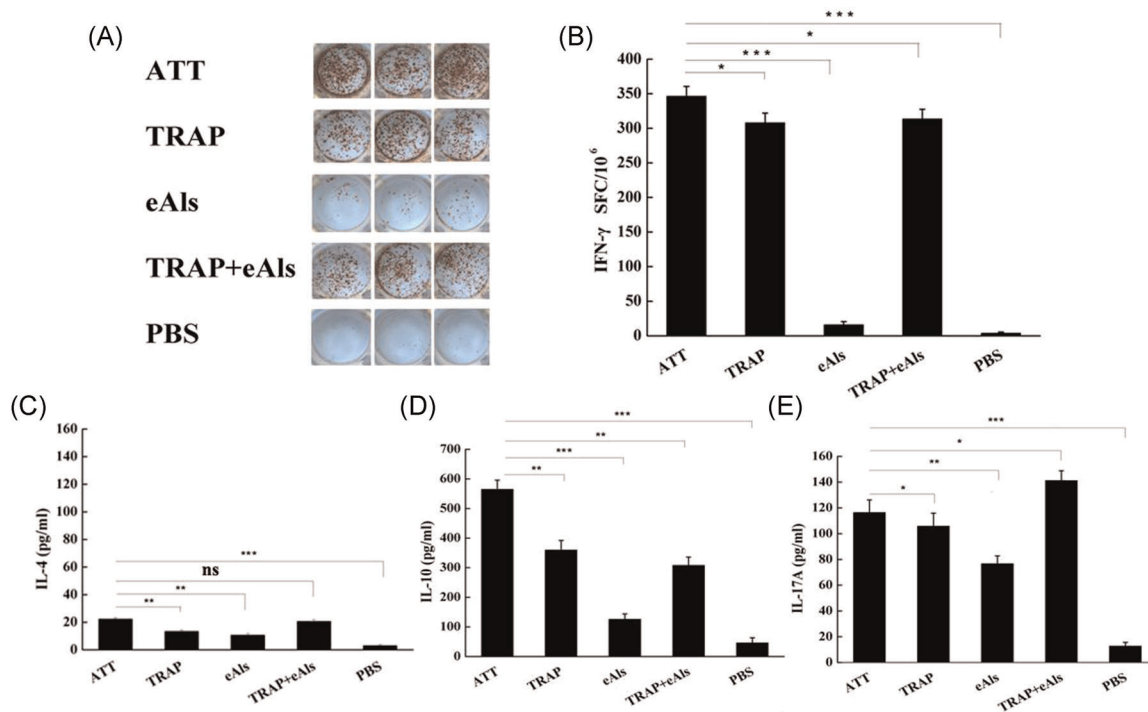 (A)
ATT
TRAP
eAls
TRAP+eAls
PBS
(B)
* * *
*
* * *
*
IFN-γ SFC/10⁶
400
350
300
250
200
150
100
50
0
ATT
TRAP
eAls
TRAP+eAls
PBS
(C)
IL-4 (pg/ml)
160
140
120
100
80
60
40
20
0
***
ns
**
**
ATT
TRAP
eAls
TRAP+eAls
PBS
(D)
IL-10 (pg/ml)
700
600
500
400
300
200
100
0
***
**
***
**
ATT
TRAP
eAls
TRAP+eAls
PBS
(E)
IL-17A (pg/ml)
160
140
120
100
80
60
40
20
0
***
*
**
*
ATT
TRAP
eAls
TRAP+eAls
PBS